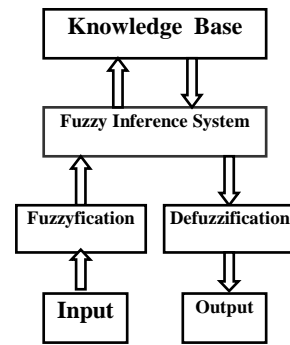 Knowledge Base
Fuzzy Inference System
Fuzzyfication
Defuzzification
Input
Output